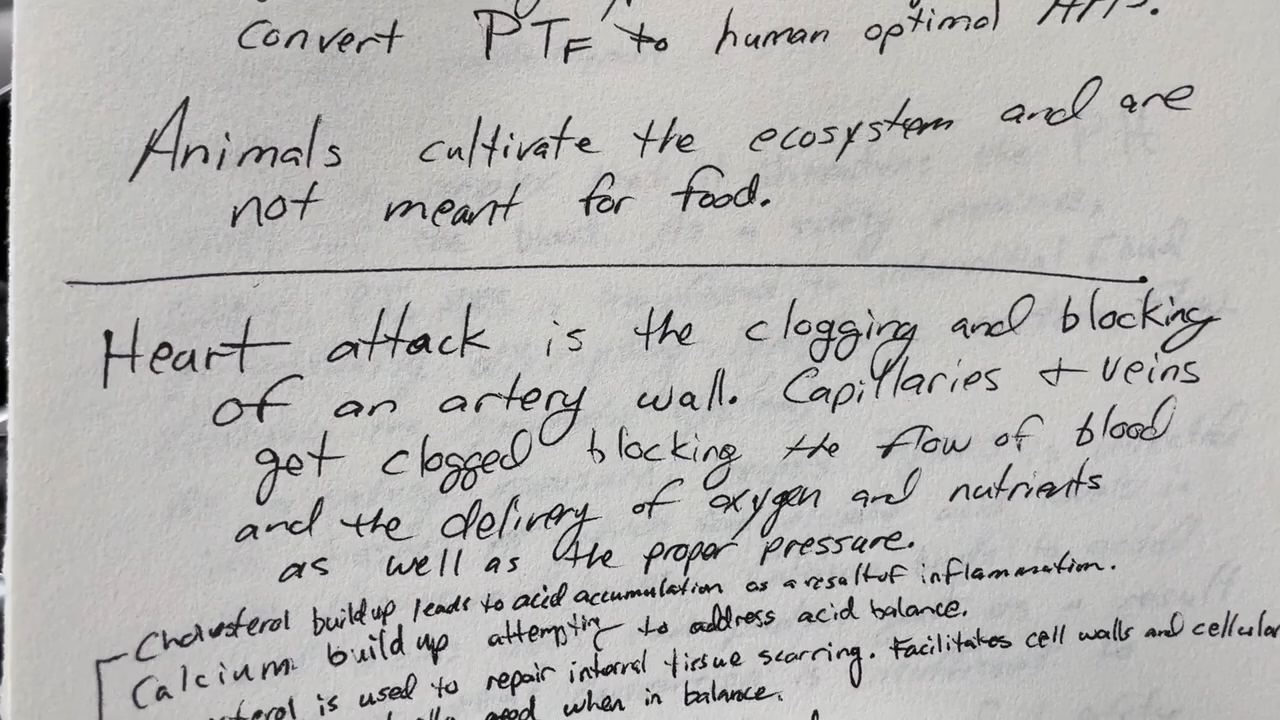 convert PTF to human optimal
Animals cultivate the ecosystem and are
not meant for food.
Heart attack is the clogging and blocking
of an artery wall. Capillaries + veins
get clogged blocking the flow of blood
and the delivery of oxygen and nutrients
as well as the proper pressure.
Cholesterol buildup leads to acid accumulation as a result of inflammation.
Calcium build up attempting to address acid balance.
is used to repair internal tissue scarring. Facilitates cell walls and cellular
good when in balance.